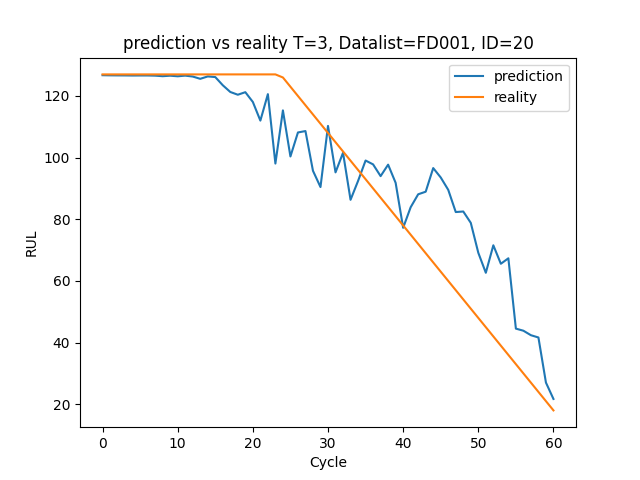 prediction vs reality T=3, Datalist=FD001, ID=20
prediction
reality
RUL
120
100
80
60
40
20
0 10 20 30 40 50 60
Cycle